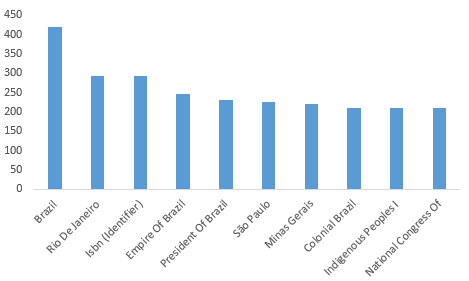 450
400
350
300
250
200
150
100
50
0
Brazil
Rio De Janeiro
Isbn (Identifier)
Empire Of Brazil
President Of Brazil
São Paulo
Minas Gerais
Colonial Brazil
Indigenous Peoples I
National Congress Of